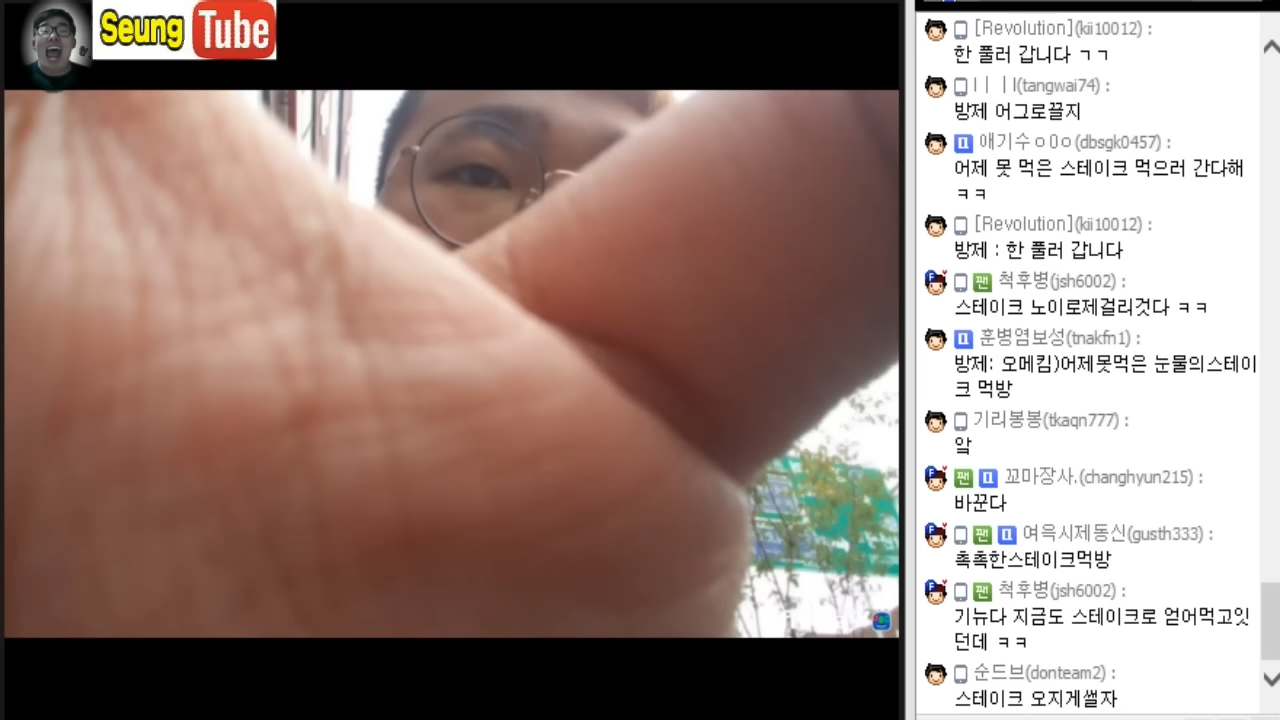 Seung Tube
[Revolution](kii10012) :
한 풀러 갑니다 ㄱㄱ
(tangwai74) :
방제 어그로끌지
애기수ㅇ0ㅇ(dbsgk0457) :
어제 못 먹은 스테이크 먹으러 간다해
ㅋㅋ
[Revolution](kii10012) :
방제 : 한 풀러 갑니다
팬 척후병(jsh6002) :
스테이크 노이로제걸리것다 ㅋㅋ
훈병염보성(tnakfn1) :
방제: 오메킴)어제못먹은 눈물의스테이
크 먹방
기리봉봉(tkaqn777) :
앜
팬 꼬마장사.(changhyun215) :
바꾼다
팬 여윽시제동신(gusth333) :
촉촉한스테이크먹방
팬 척후병(jsh6002) :
기뉴다 지금도 스테이크로 얻어먹고잇
던데 ㅋㅋ
순드브(donteam2) :
스테이크 오지게썰자